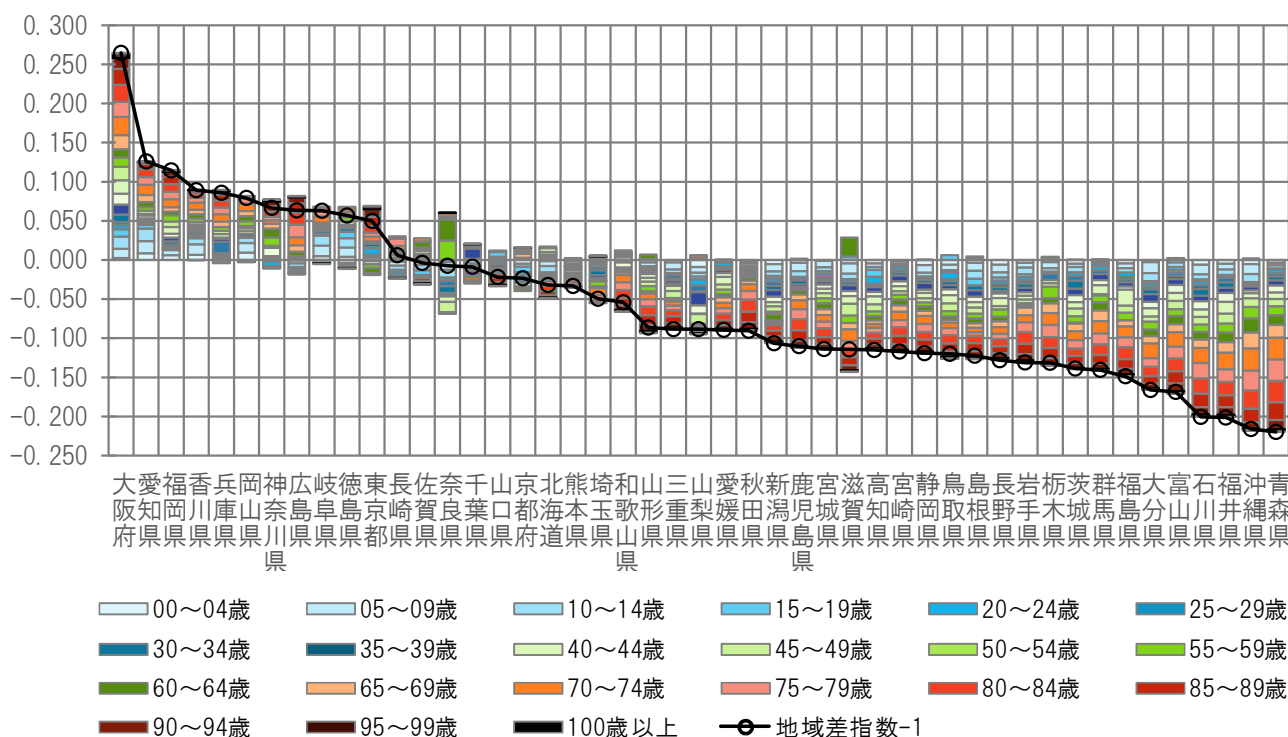 0.300
0.250
0.200
0.150
0.100
0.050
0.000
-0.050
-0.100
-0.150
-0.200
-0.250
大阪府 愛知県 福岡県 香川県 兵庫県 岡山県 神奈川県 広島県 岐阜県 徳島県 東京都 長崎県 佐賀県 奈良県 千葉県 山口県 京都府 北海道 熊本県 埼玉県 和歌山県 山形県 三重県 山梨県 愛媛県 秋田県 新潟県 鹿児島県 宮城県 滋賀県 高知県 宮崎県 静岡県 鳥取県 島根県 長野県 岩手県 栃木県 茨城県 群馬県 福島県 大分県 富山県 石川県 福井県 沖縄県 青森県
00～04歳 05～09歳 10～14歳 15～19歳 20～24歳 25～29歳
30～34歳 35～39歳 40～44歳 45～49歳 50～54歳 55～59歳
60～64歳 65～69歳 70～74歳 75～79歳 80～84歳 85～89歳
90～94歳 95～99歳 100歳以上 地域差指数-1